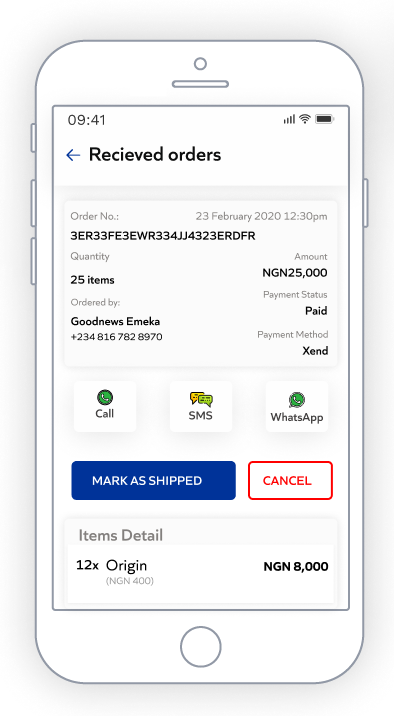 09:41
← Recieved orders
Order No.: 23 February 2020 12:30pm
3ER33FE3EWR334JJ4323ERDFR
Quantity Amount
25 items NGN25,000
Ordered by: Payment Status
Goodnews Emeka Paid
+234 816 782 8970 Payment Method
Xend
Call SMS WhatsApp
MARK AS SHIPPED CANCEL
Items Detail
12x Origin NGN 8,000
(NGN 400)